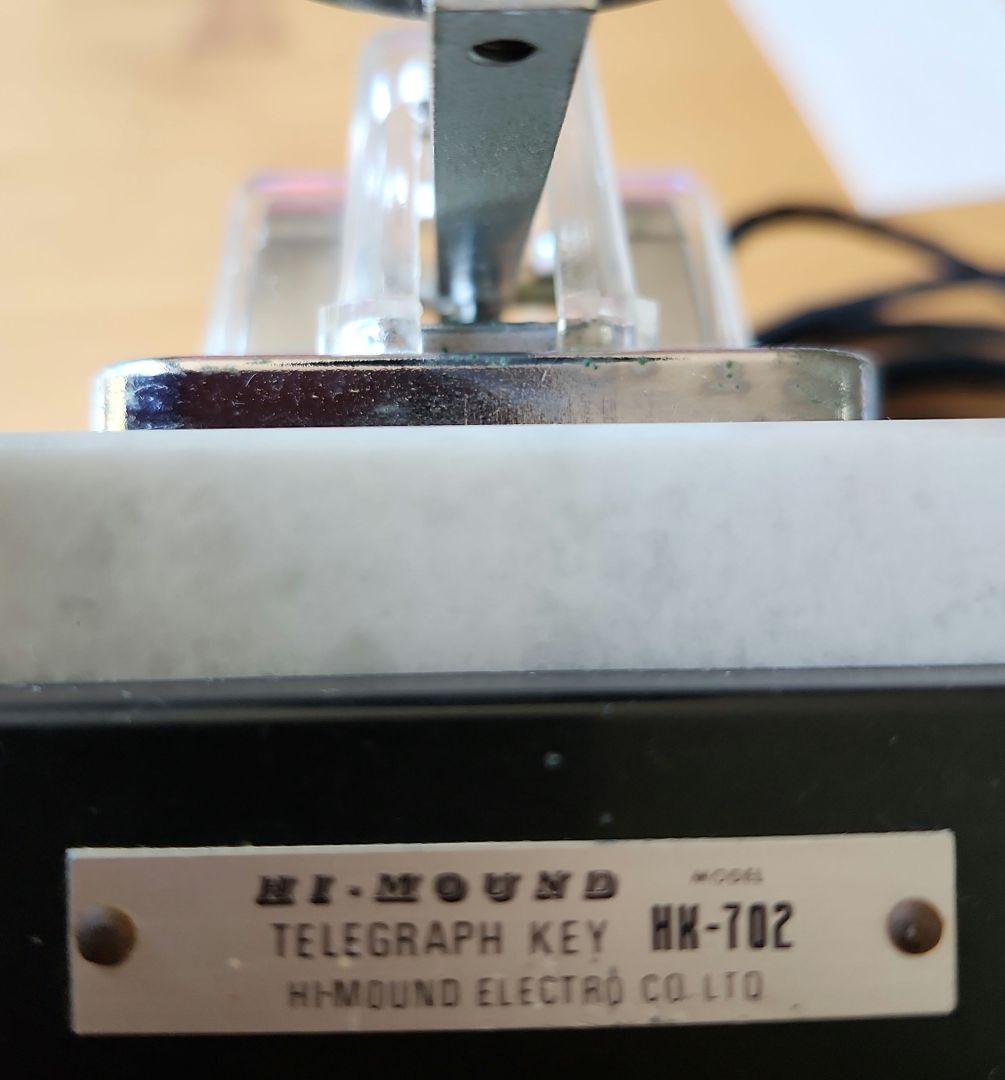 HI-MOUND
MODEL
TELEGRAPH KEY HK-702
HI-MOUND ELECTRO CO. LTD